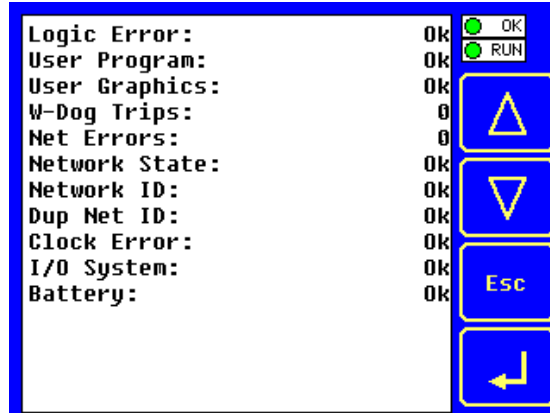 Logic Error: Ok
User Program: Ok
User Graphics: Ok
W-Dog Trips: 0
Net Errors: 0
Network State: Ok
Network ID: Ok
Dup Net ID: Ok
Clock Error: Ok
I/O System: Ok
Battery: Ok
OK
RUN
Esc